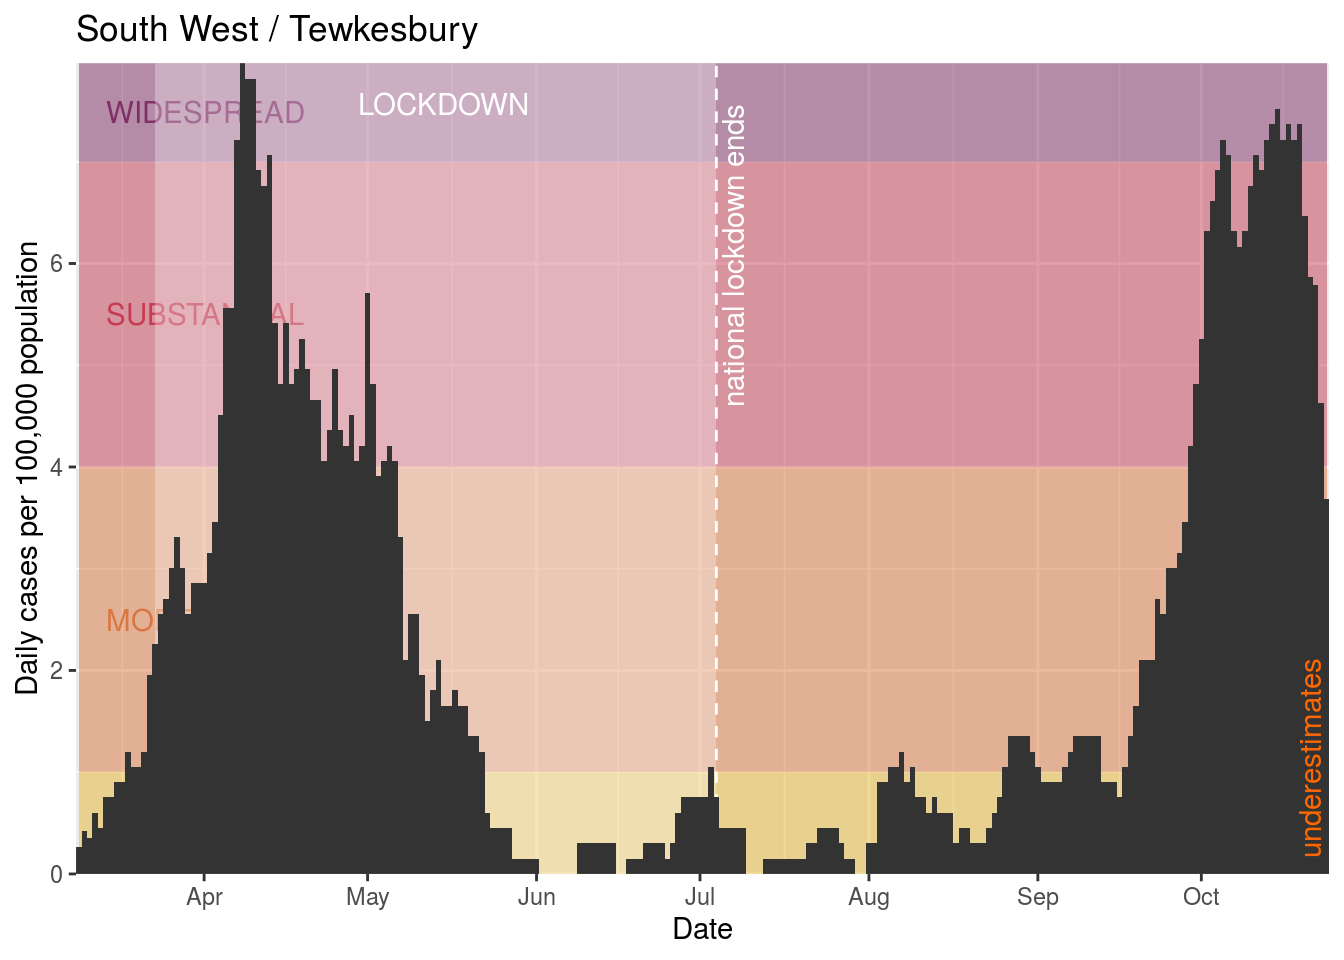 South West / Tewkesbury
WIDESPREAD
LOCKDOWN
national lockdown ends
SUBSTANTIAL
underestimates
Daily cases per 100,000 population
6
4
2
0
Apr
May
Jun
Jul
Aug
Sep
Oct
Date